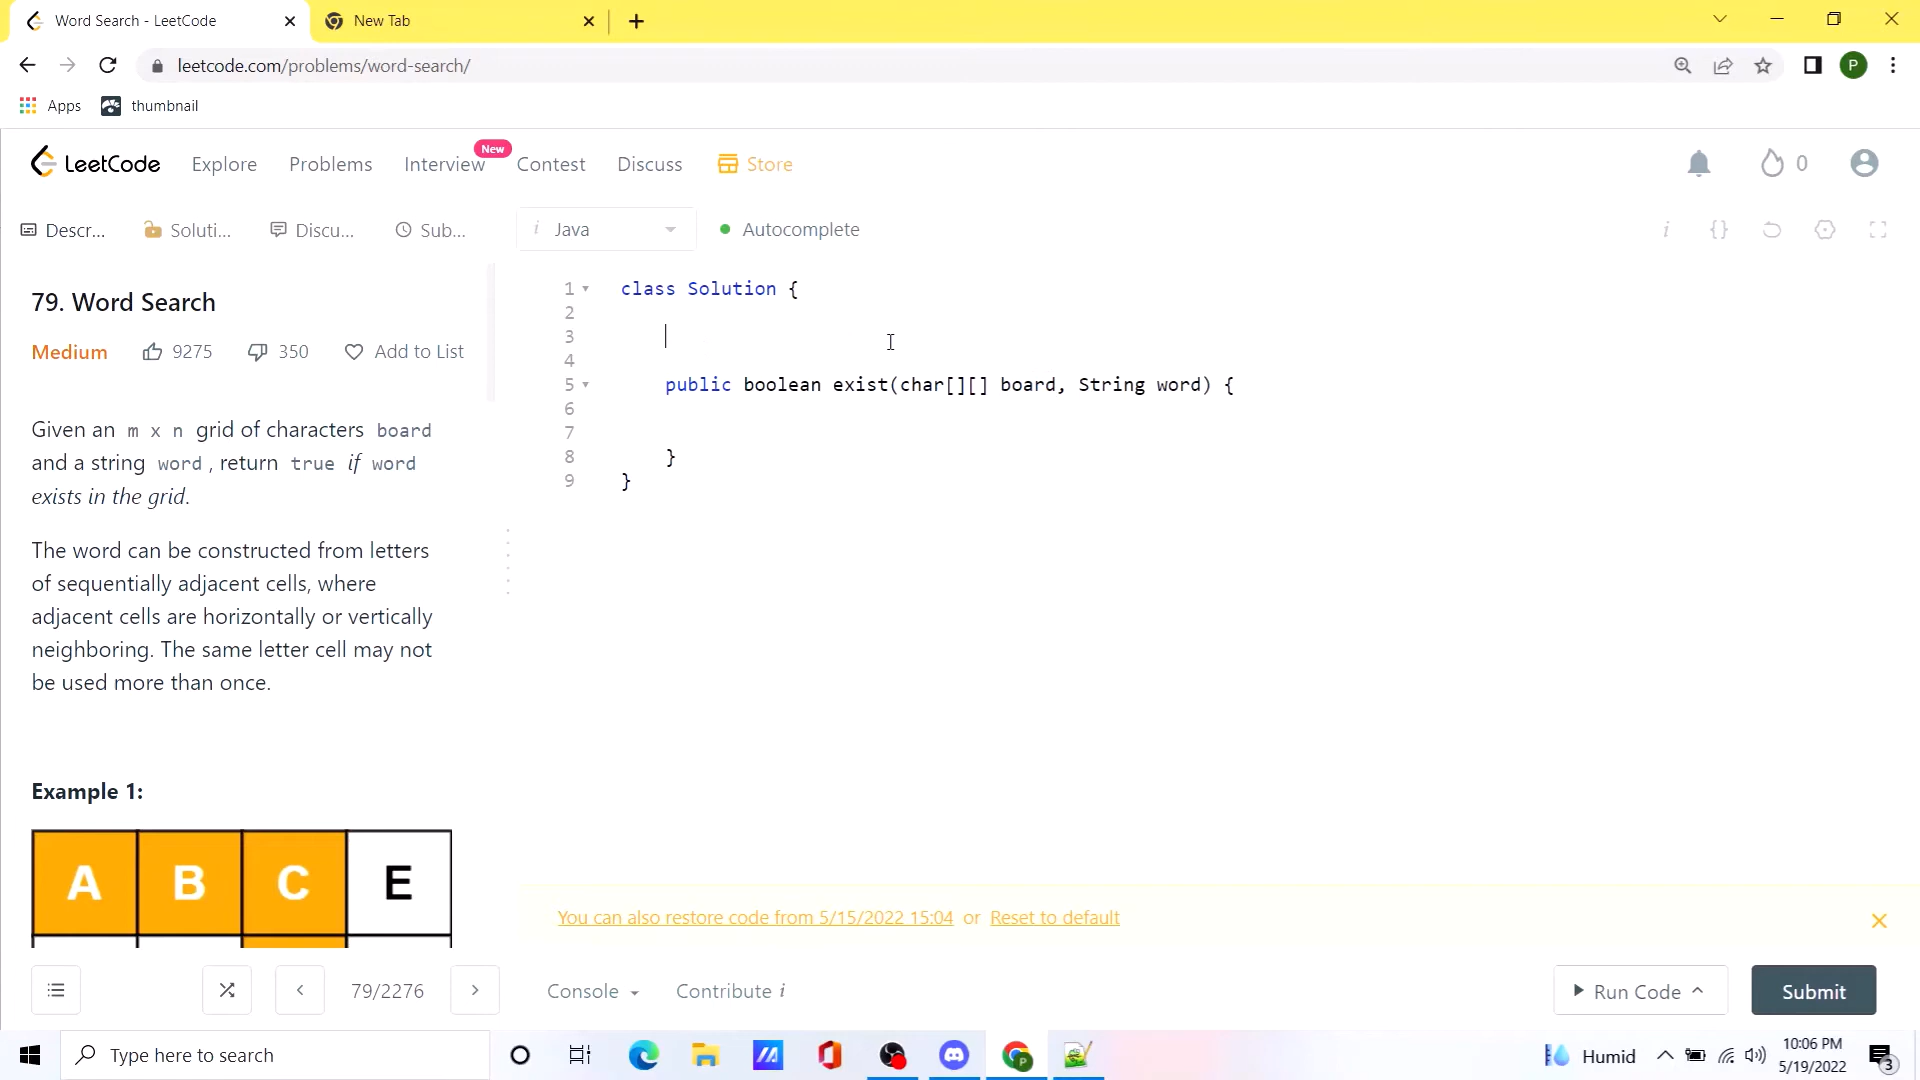 Word Search - LeetCode
New Tab
leetcode.com/problems/word-search/
P
Apps
thumbnail
LeetCode
Explore
Problems
Interview
New
Contest
Discuss
Store
0
Descr...
Soluti...
Discu...
Sub...
i Java
Autocomplete
i {}
79. Word Search
Medium
9275
350
Add to List
Given an m x n grid of characters board
and a string word , return true if word
exists in the grid.
The word can be constructed from letters
of sequentially adjacent cells, where
adjacent cells are horizontally or vertically
neighboring. The same letter cell may not
be used more than once.
Example 1:
A B C E
1 class Solution {
2
3
4
5 public boolean exist(char[][] board, String word) {
6
7
8 }
9 }
You can also restore code from 5/15/2022 15:04 or Reset to default
79/2276
Console
Contribute i
Run Code
Submit
Type here to search
P
Humid
10:06 PM
5/19/2022
3